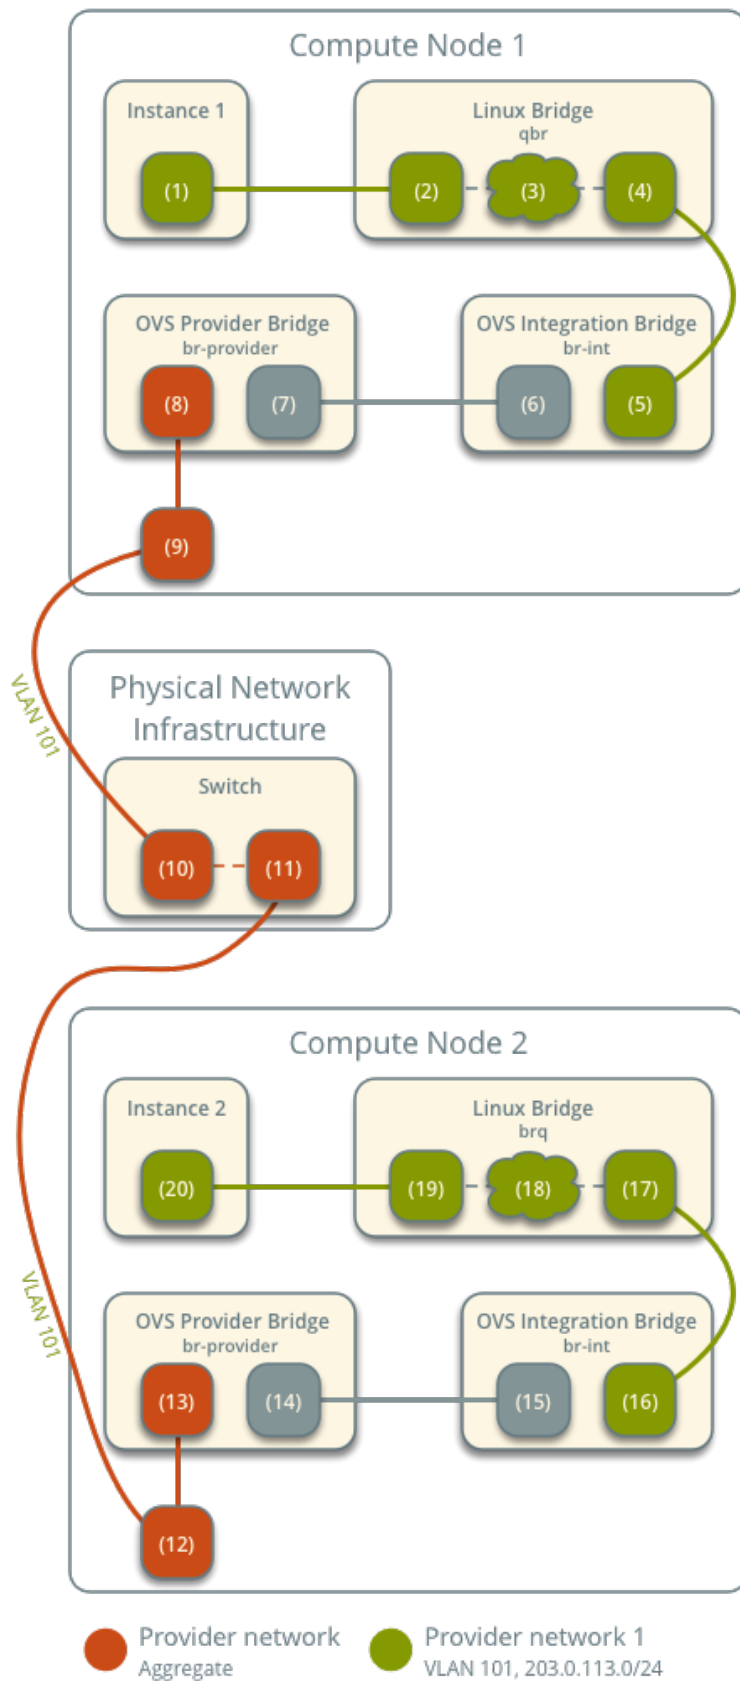 Compute Node 1
Instance 1
Linux Bridge
qbr
(1)
(2)
(3)
(4)
OVS Provider Bridge
br-provider
OVS Integration Bridge
br-int
(8)
(7)
(6)
(5)
(9)
VLAN 101
Physical Network
Infrastructure
Switch
(10)
(11)
Compute Node 2
Instance 2
Linux Bridge
brq
(20)
(19)
(18)
(17)
VLAN 101
OVS Provider Bridge
br-provider
OVS Integration Bridge
br-int
(13)
(14)
(15)
(16)
(12)
Provider network
Aggregate
Provider network 1
VLAN 101, 203.0.113.0/24